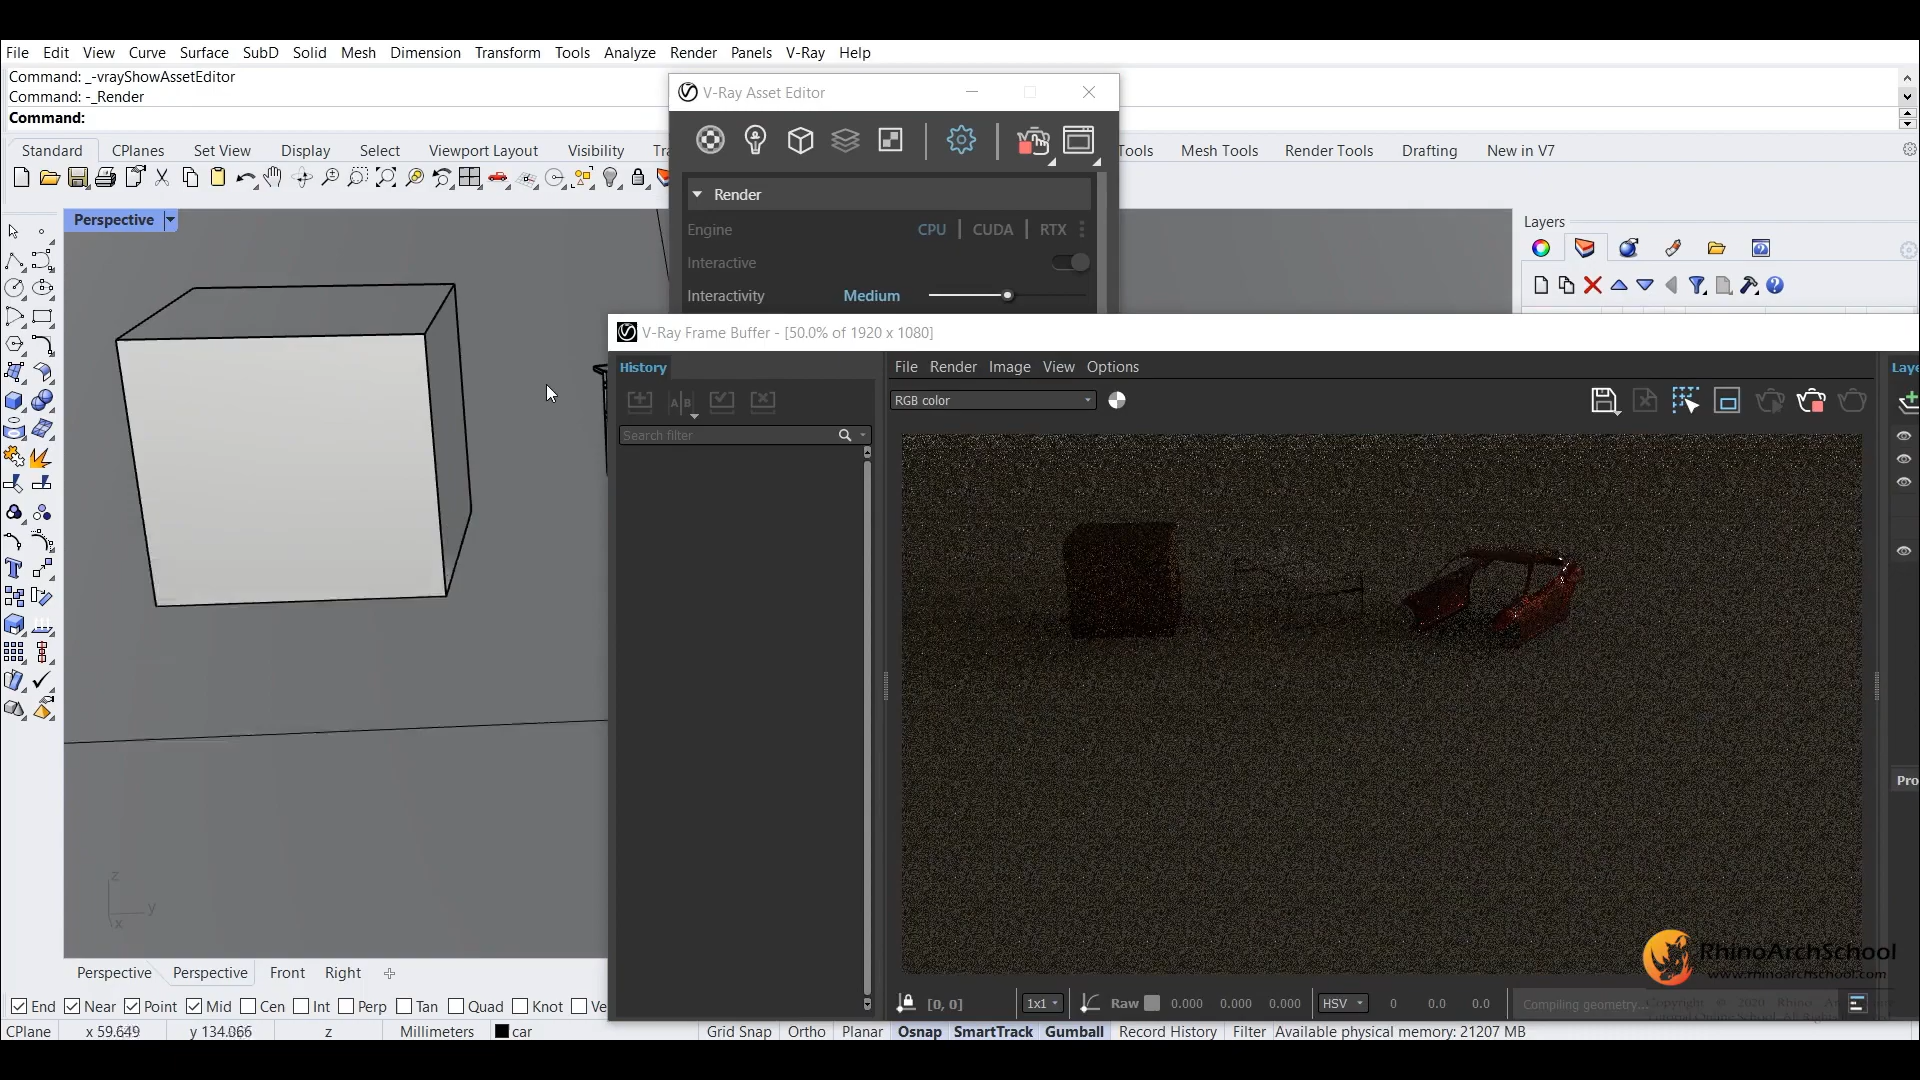 File Edit View Curve Surface SubD Solid Mesh Dimension Transform Tools Analyze Render Panels V-Ray Help
Command: _-vrayShowAssetEditor
Command: -_Render
Command:
V-Ray Asset Editor
Standard CPlanes Set View Display Select Viewport Layout Visibility Tr Tools Mesh Tools Render Tools Drafting New in V7
Render
Engine CPU CUDA RTX
Interactive
Interactivity Medium
Perspective
Layers
V-Ray Frame Buffer - [50.0% of 1920 x 1080]
History
File Render Image View Options
Laye
RGB color
Search filter
Pro
z
y
x
RhinoArchSchool
www.rhinoarchschool.com
Perspective Perspective Front Right
End Near Point Mid Cen Int Perp Tan Quad Knot Ve
[0, 0] 1x1 Raw 0.000 0.000 0.000 HSV 0 0.0 0.0 Compiling geometry...
Copyright © 2020 Rhino
CPlane x 59.649 y 134.066 z Millimeters car Grid Snap Ortho Planar Osnap SmartTrack Gumball Record History Filter Available physical memory: 21207 MB